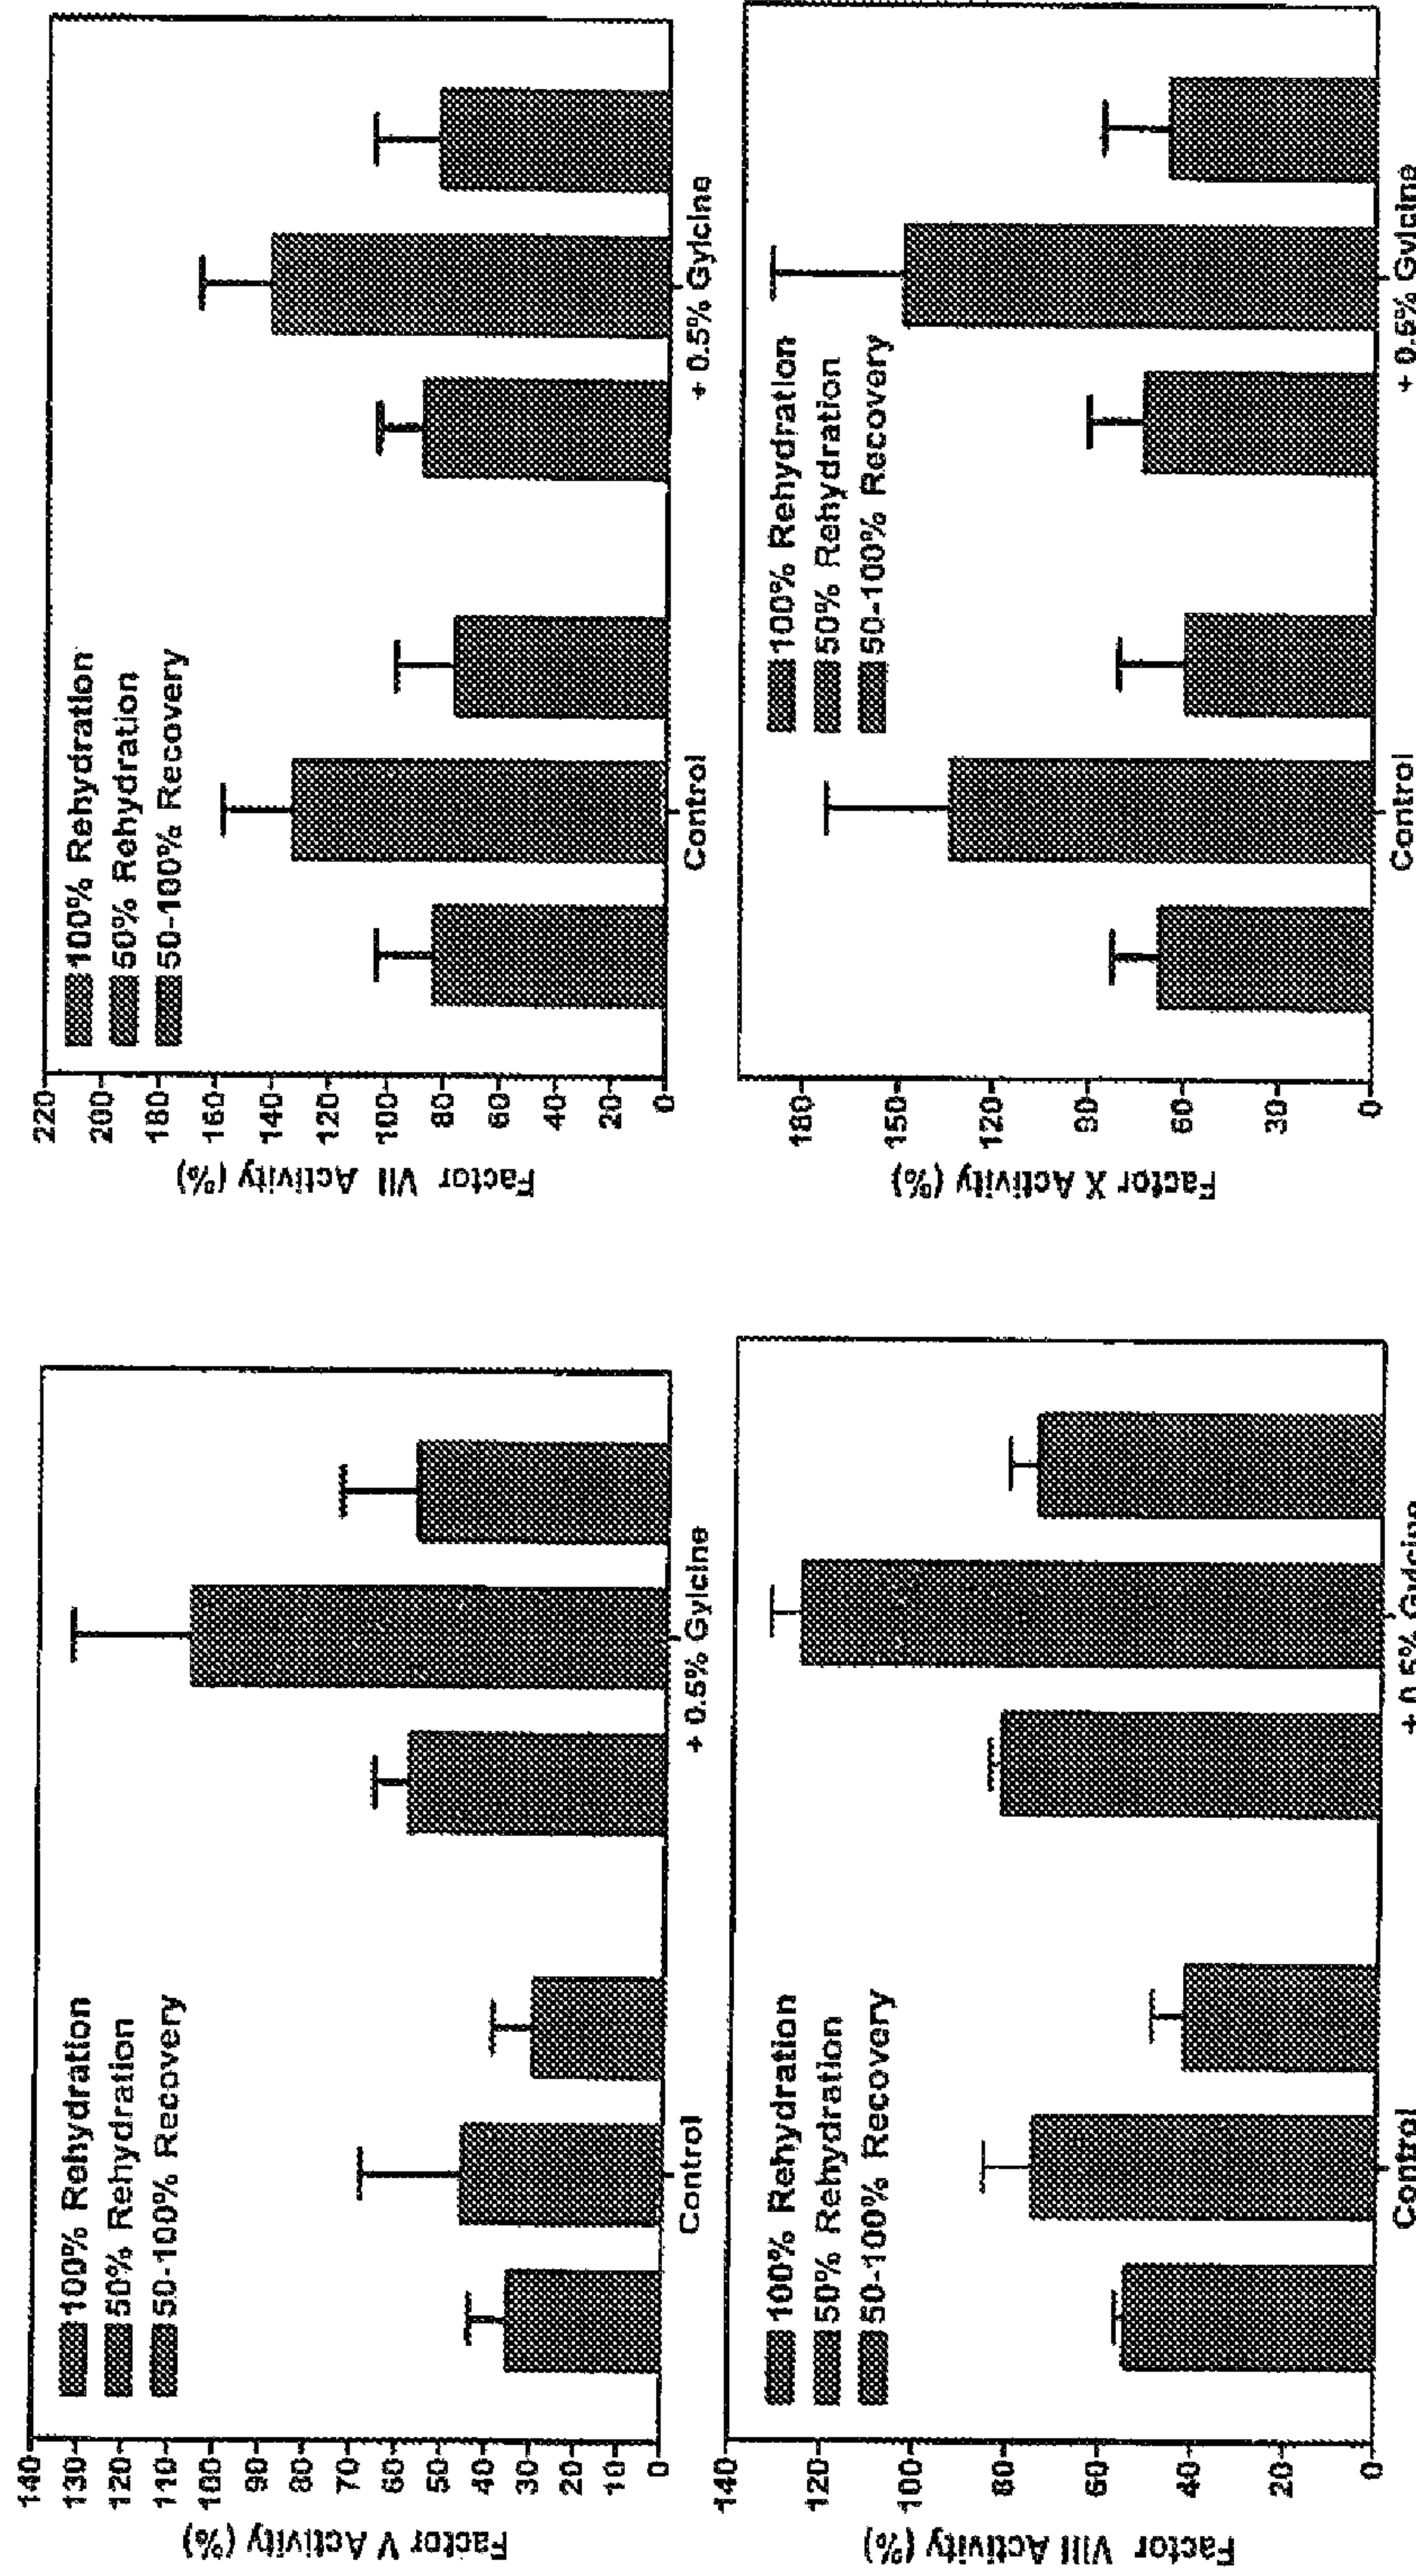 Factor V Activity (%)
140
130
120
110
100
90
80
70
60
50
40
30
20
10
0
100% Rehydration
50% Rehydration
50-100% Recovery
Control
+ 0.5% Gylcine
Factor VII Activity (%)
220
200
180
160
140
120
100
80
60
40
20
0
100% Rehydration
50% Rehydration
50-100% Recovery
Control
+ 0.5% Gylcine
Factor VIII Activity (%)
140
120
100
80
60
40
20
0
100% Rehydration
50% Rehydration
50-100% Recovery
Control
+ 0.5% Gylcine
Factor X Activity (%)
180
150
120
90
60
30
0
100% Rehydration
50% Rehydration
50-100% Recovery
Control
+ 0.5% Gylcine